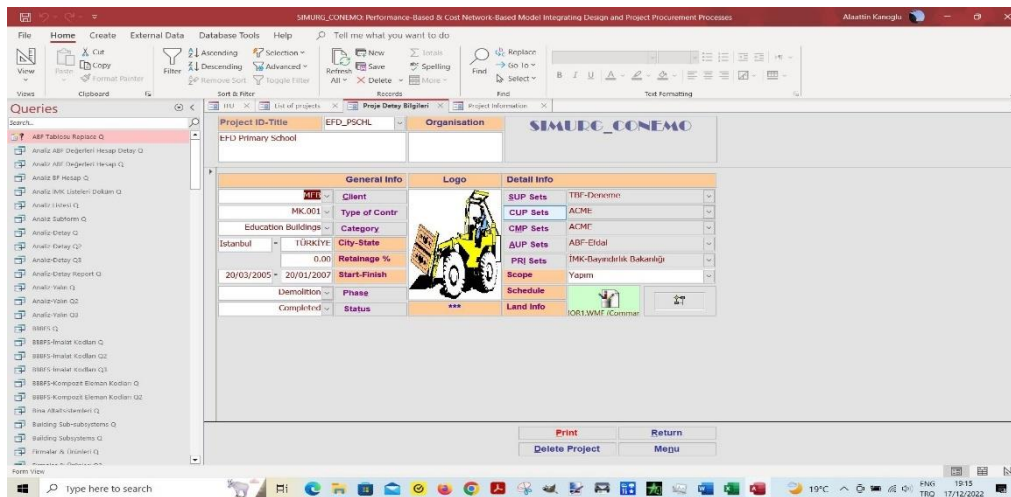 SIMURG_CONEMO: Performance-Based & Cost Network-Based Model Integrating Design and Project Procurement Processes
Alaattin Kanoglu
File Home Create External Data Database Tools Help Tell me what you want to do
View
Paste
Cut
Copy
Format Painter
Filter
Ascending
Descending
Remove Sort
Selection
Advanced
Toggle Filter
Refresh All
New
Save
Delete
Totals
Spelling
More
Find
Replace
Go To
Select
B I U A
Views Clipboard Sort & Filter Records Find Text Formatting
Queries
Search...
ITU List of projects Proje Detey Bilgileri Project Information
ABF Tablosu Replace Q
Analiz ABF Değerleri Hesap Detay Q
Analiz ABF Değerleri Hesap Q
Analiz BF Hesap Q
Analiz IMK Listeleri Dokum Q
Analiz Listesi Q
Analiz Subform Q
Analiz-Detay Q
Analiz-Detay Q2
Analiz-Detay Q3
Analiz-Detay Report Q
Analiz-Yalın Q
Analiz-Yalın Q2
Analiz-Yalın Q3
BBBFS Q
BBBFS-İmalat Kodları Q
BBBFS-İmalat Kodları Q2
BBBFS-İmalat Kodları Q3
BBBFS-Kompozit Eleman Kodları Q
BBBFS-Kompozit Eleman Kodları Q2
Bina Altsistemleri Q
Building Sub-subsystems Q
Building Subsystems Q
Firmalar & Ürünleri Q
Project ID-Title EFD_PSCHL Organisation
SIMURG_CONEMO
EFD Primary School
General Info Logo Detail Info
MFB Client SUP Sets TBF-Deneme
MK.001 Type of Contr CUP Sets ACME
Education Buildings Category CMP Sets ACME
Istanbul - TÜRKİYE City-State AUP Sets ABF-Eldal
0.00 Retainage % PRI Sets İMK-Bayındırlık Bakanlığı
20/03/2005 - 20/01/2007 Start-Finish Scope Yapım
Demolition Phase Schedule
Completed Status *** Land Info
IOR1.WMF (Commar
Print Return
Delete Project Menu
Form View
Type here to search
19°C
ENG
TRQ
19:15
17/12/2022